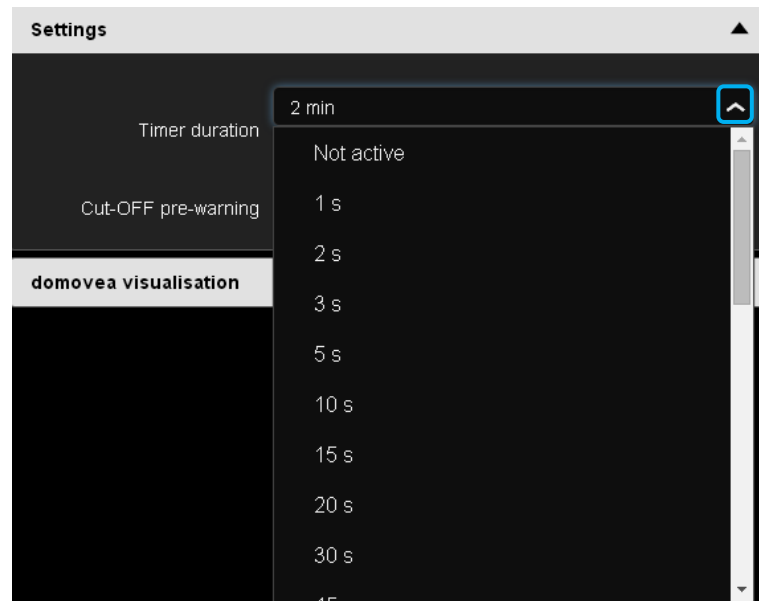 Settings
2 min
Timer duration
Not active
Cut-OFF pre-warning
1 s
2 s
domovea visualisation
3 s
5 s
10 s
15 s
20 s
30 s